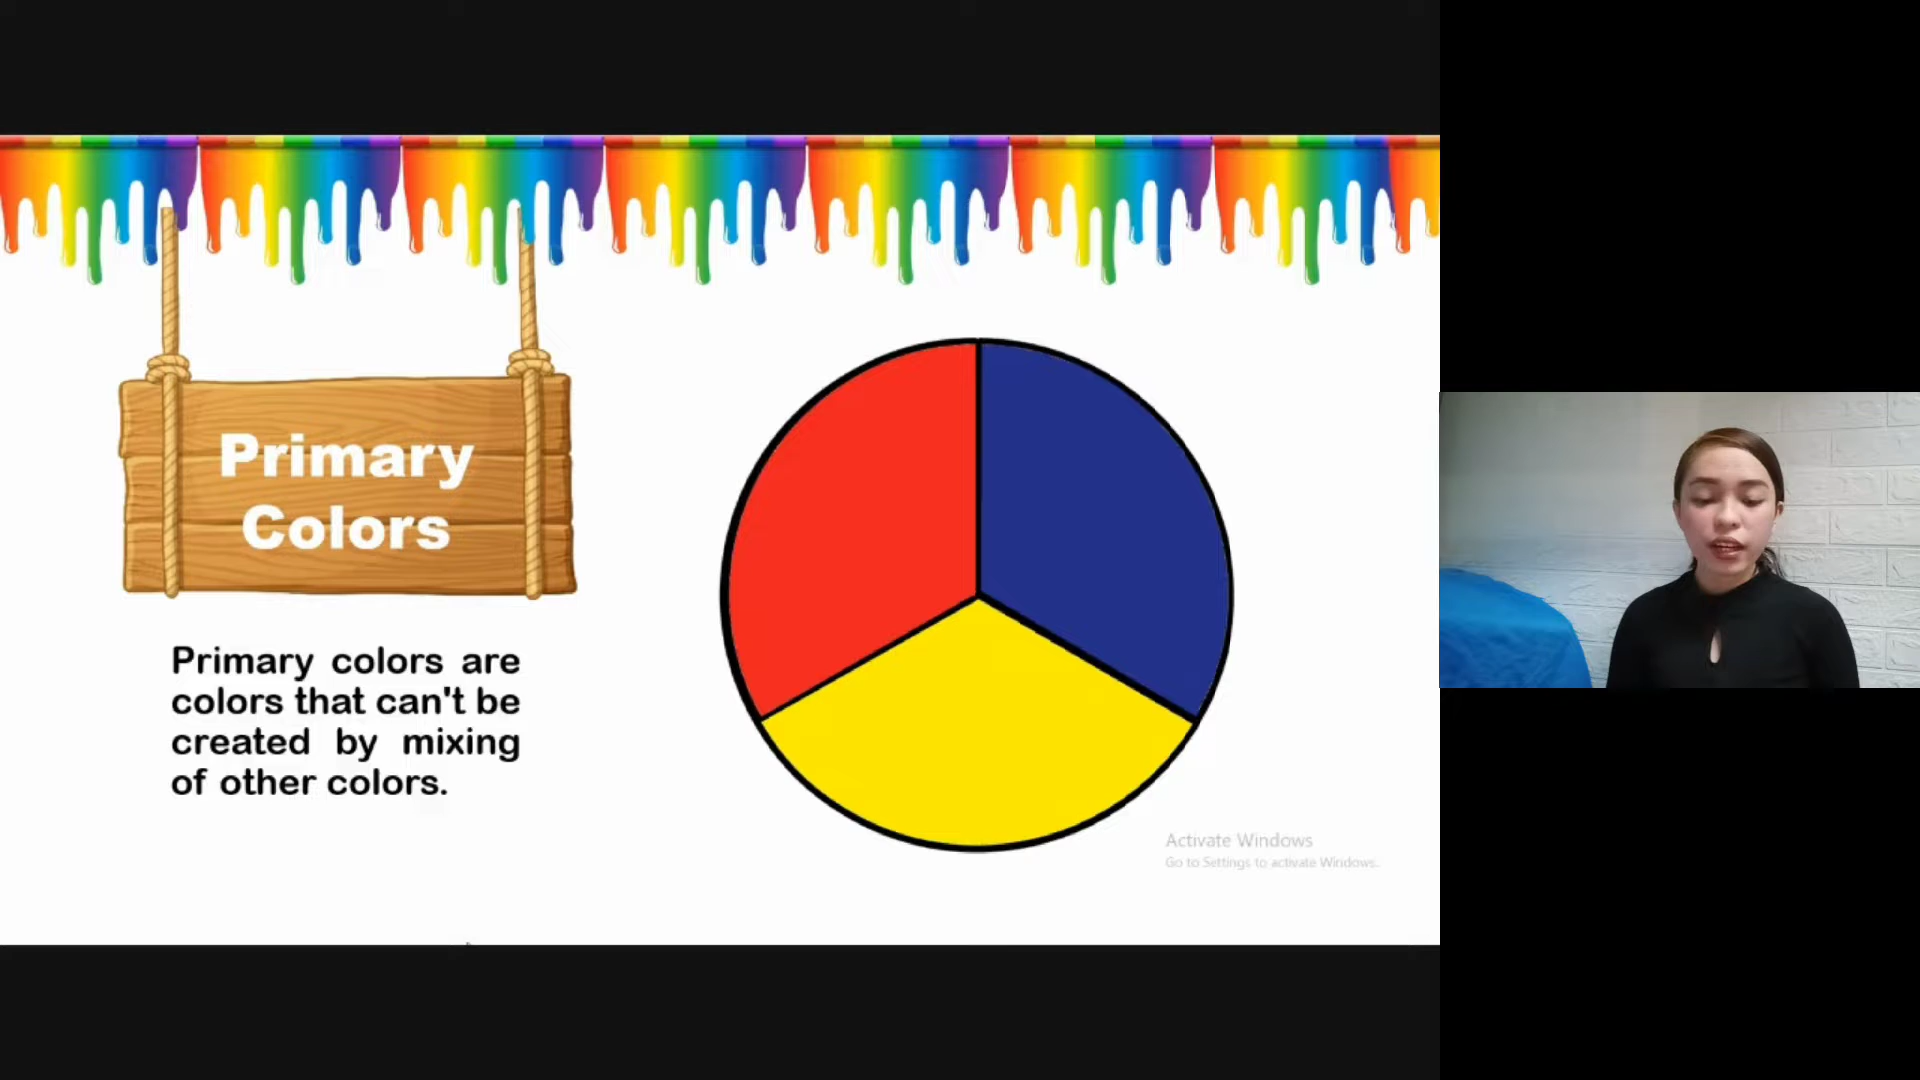 Primary
Colors
Primary colors are
colors that can't be
created by mixing
of other colors.
Activate Windows
Go to Settings to activate Windows.